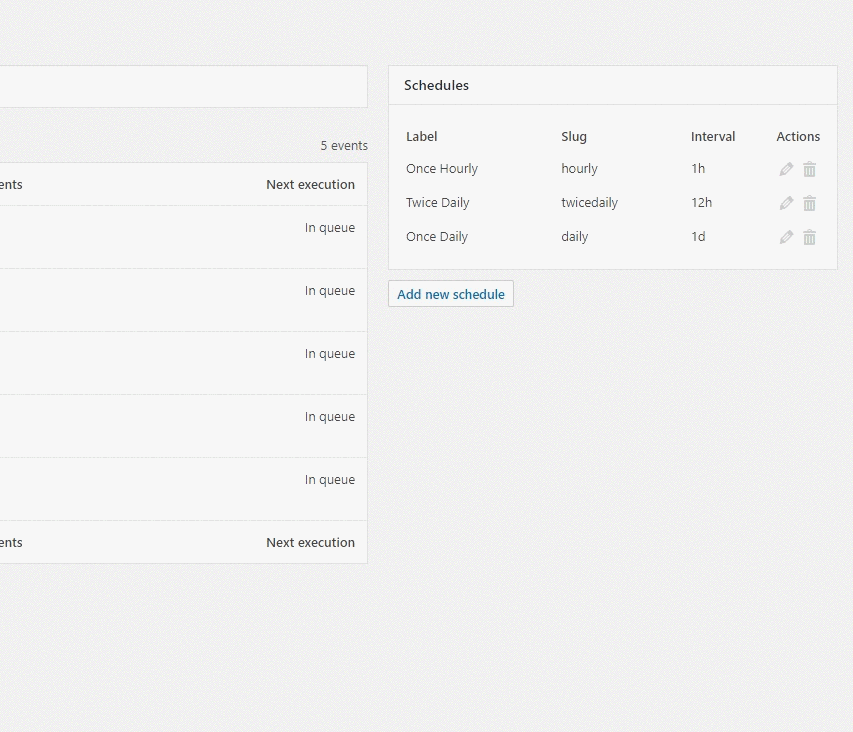 5 events
ents Next execution
In queue
In queue
In queue
In queue
In queue
ents Next execution
Schedules
Label Slug Interval Actions
Once Hourly hourly 1h
Twice Daily twicedaily 12h
Once Daily daily 1d
Add new schedule